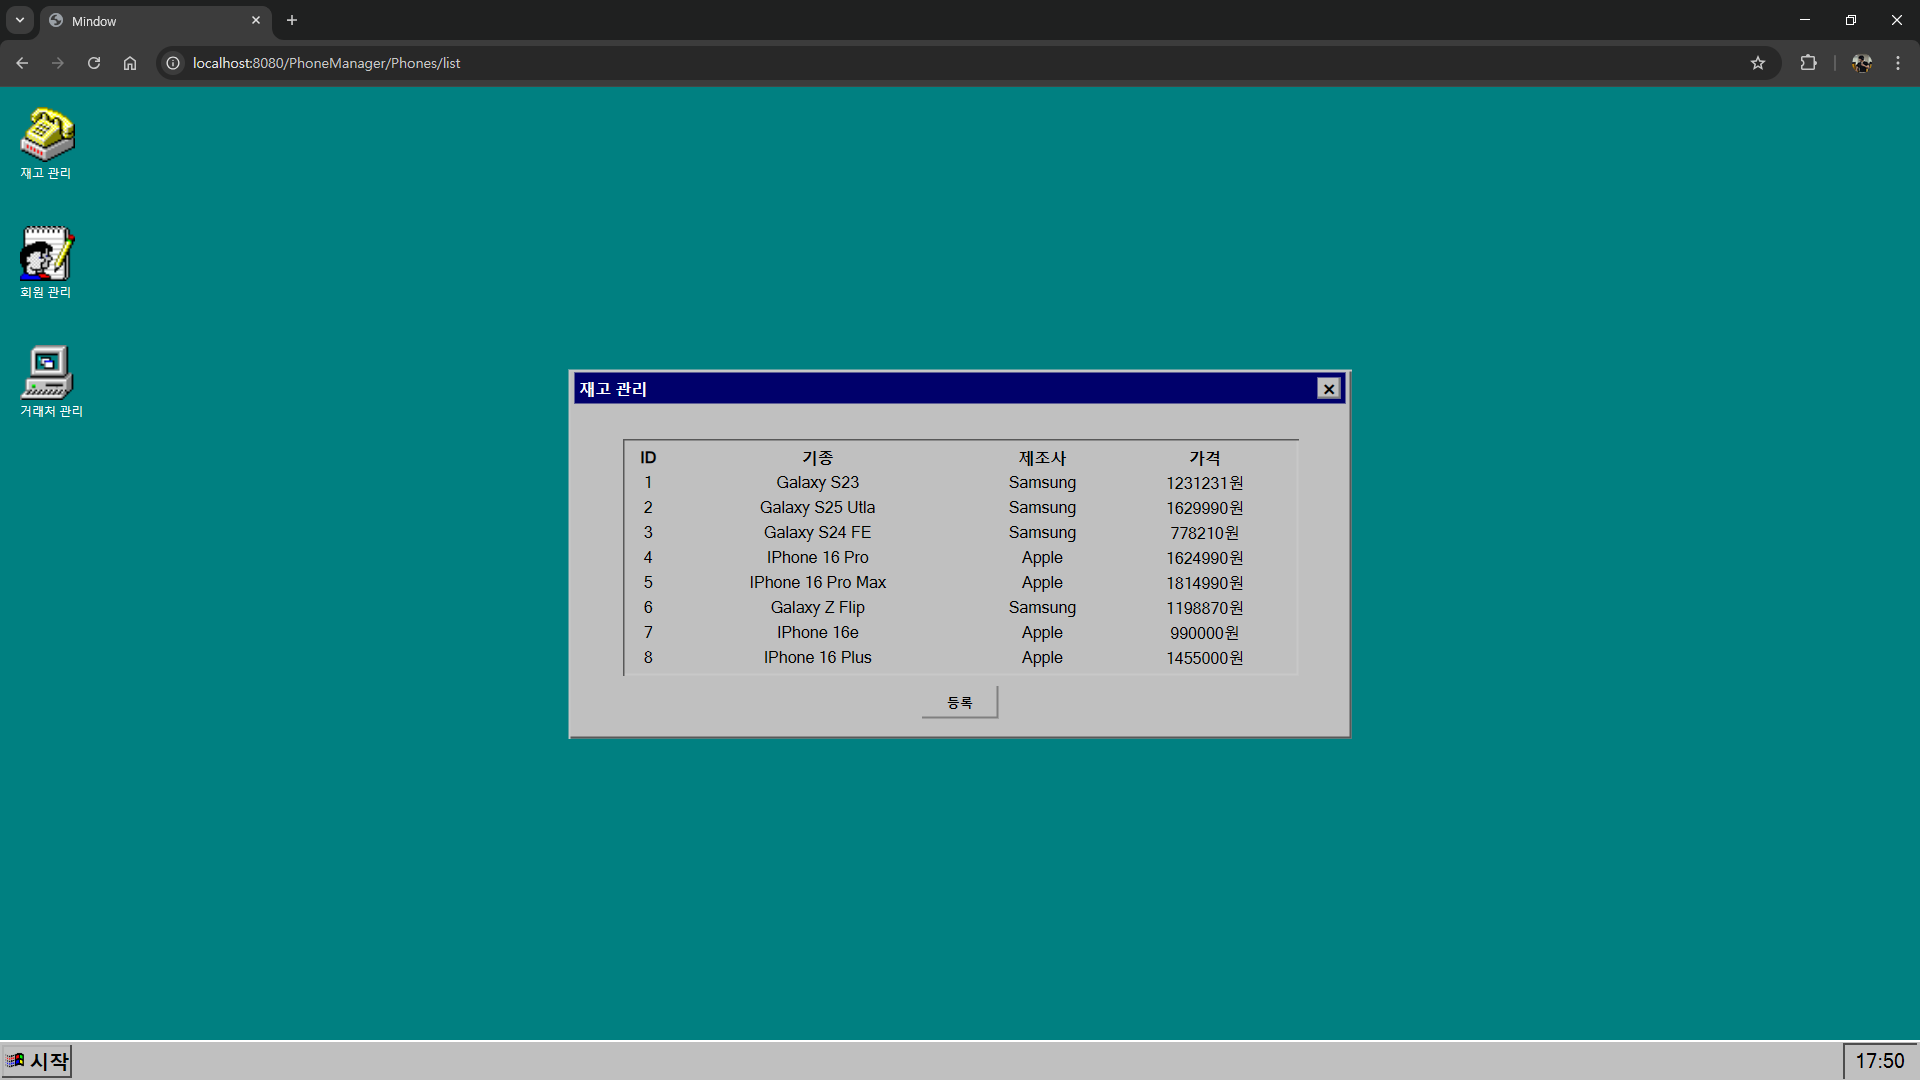 Mindow
localhost:8080/PhoneManager/Phones/list
재고 관리
회원 관리
거래처 관리
재고 관리
ID 기종 제조사 가격
1 Galaxy S23 Samsung 1231231원
2 Galaxy S25 Utla Samsung 1629990원
3 Galaxy S24 FE Samsung 778210원
4 IPhone 16 Pro Apple 1624990원
5 IPhone 16 Pro Max Apple 1814990원
6 Galaxy Z Flip Samsung 1198870원
7 IPhone 16e Apple 990000원
8 IPhone 16 Plus Apple 1455000원
등록
시작 17:50